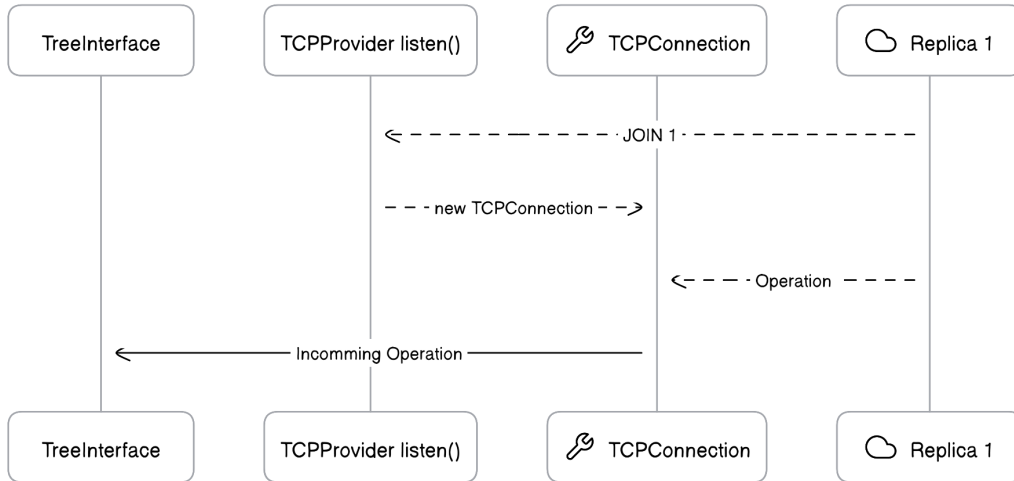 TreeInterface
TCPProvider listen()
TCPConnection
Replica 1
JOIN 1
new TCPConnection
Operation
Incomming Operation
TreeInterface
TCPProvider listen()
TCPConnection
Replica 1